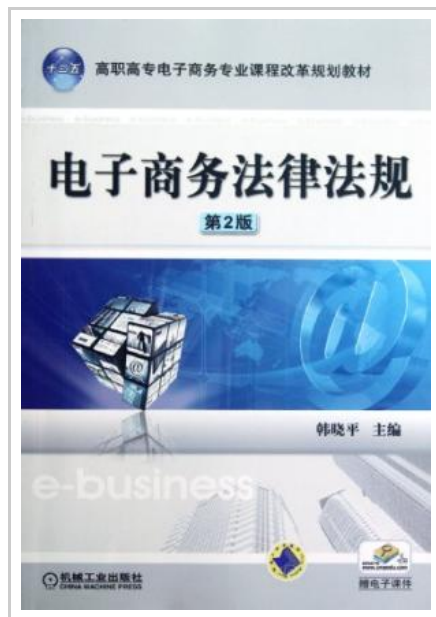 十二五
高职高专电子商务专业课程改革规划教材
电子商务法律法规
第2版
@
@
韩晓平 主编
e-business
机械工业出版社
CHINA MACHINE PRESS
赠电子课件